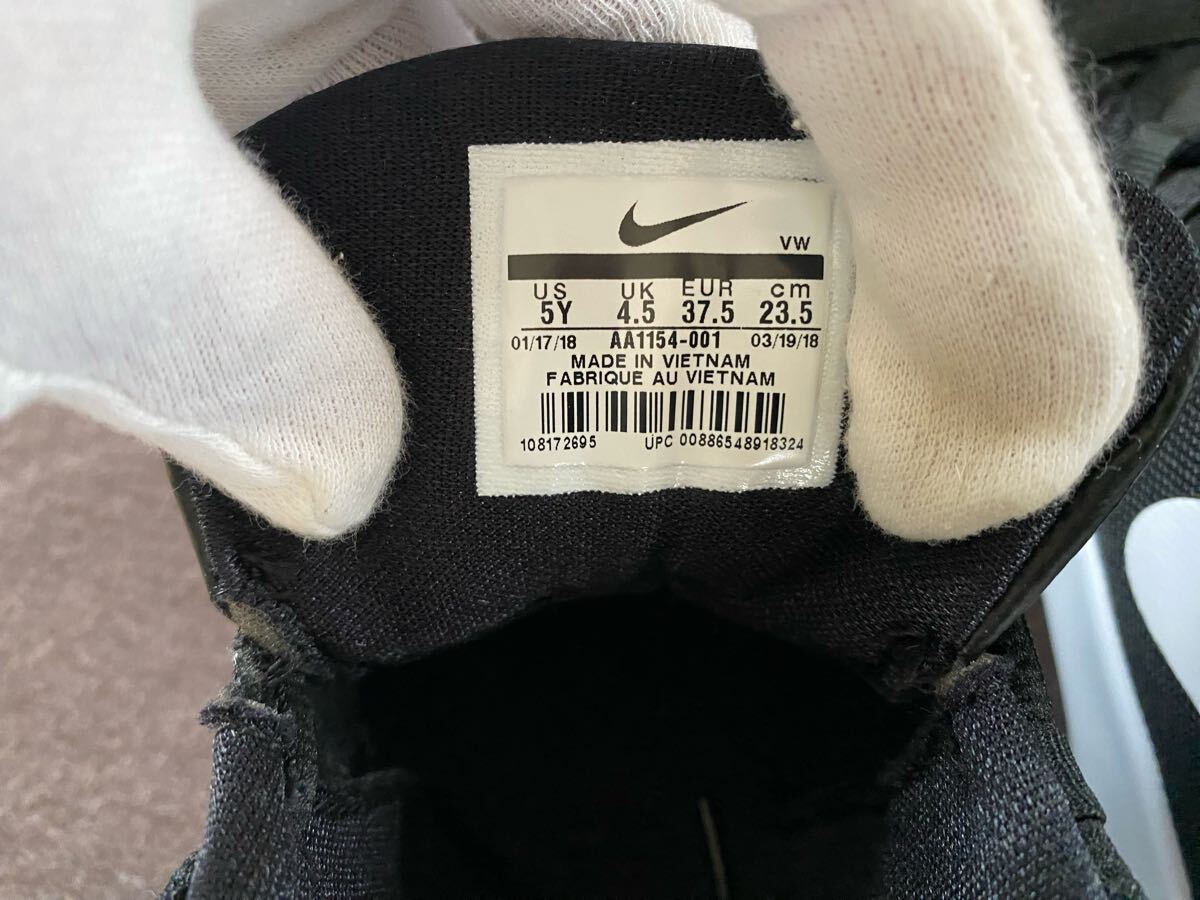 VW
US UK EUR cm
5Y 4.5 37.5 23.5
01/17/18 AA1154-001 03/19/18
MADE IN VIETNAM
FABRIQUE AU VIETNAM
108172695 UPC 00886548918324